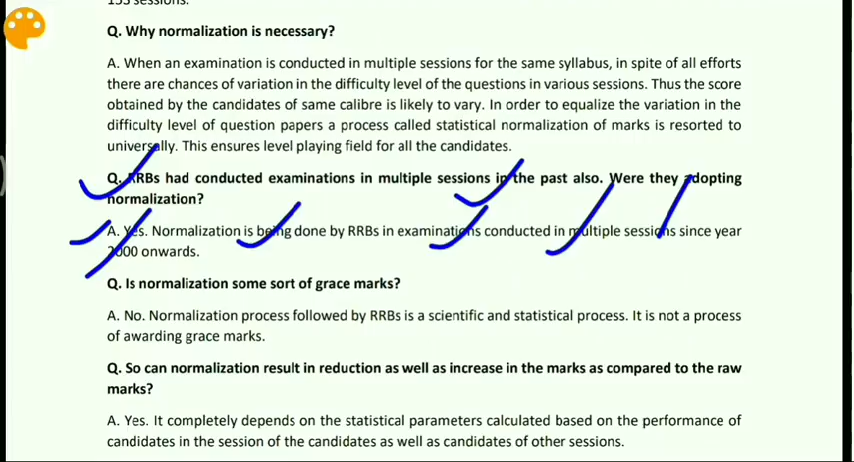 153 sessions.
Q. Why normalization is necessary?
A. When an examination is conducted in multiple sessions for the same syllabus, in spite of all efforts
there are chances of variation in the difficulty level of the questions in various sessions. Thus the score
obtained by the candidates of same calibre is likely to vary. In order to equalize the variation in the
difficulty level of question papers a process called statistical normalization of marks is resorted to
universally. This ensures level playing field for all the candidates.
Q. RRBs had conducted examinations in multiple sessions in the past also. Were they adopting
normalization?
A. Yes. Normalization is being done by RRBs in examinations conducted in multiple sessions since year
2000 onwards.
Q. Is normalization some sort of grace marks?
A. No. Normalization process followed by RRBs is a scientific and statistical process. It is not a process
of awarding grace marks.
Q. So can normalization result in reduction as well as increase in the marks as compared to the raw
marks?
A. Yes. It completely depends on the statistical parameters calculated based on the performance of
candidates in the session of the candidates as well as candidates of other sessions.